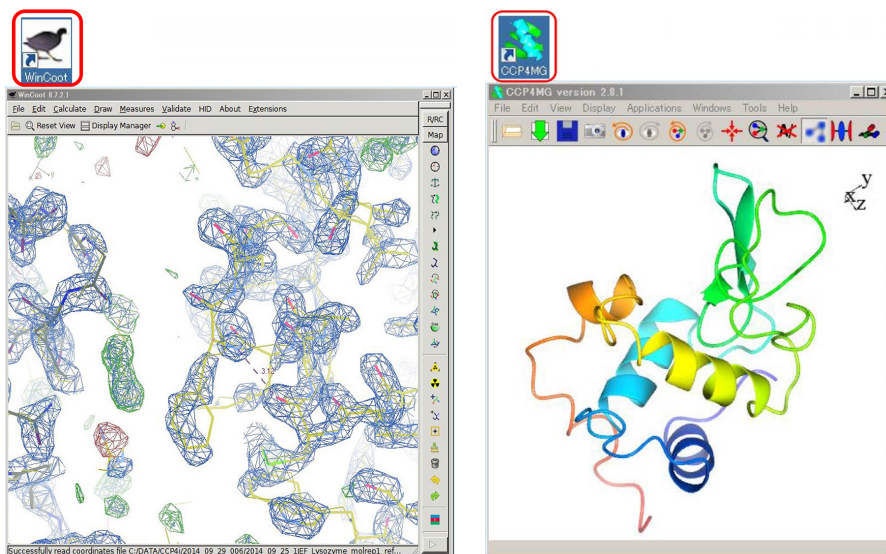 WinCoot
CCP4MG
WinCoot 0.7.2.1
File Edit Calculate Draw Measures Validate HID About Extensions
Reset View Display Manager
R/RC
Map
3.13
CCP4MG version 2.8.1
File Edit View Display Applications Windows Tools Help
y
x
z
Successfully read coordinates file C:/DATA/CCP4i/2014_09_29_006/2014_09_25_1IEF_Lysozyme_molrep1_ref...